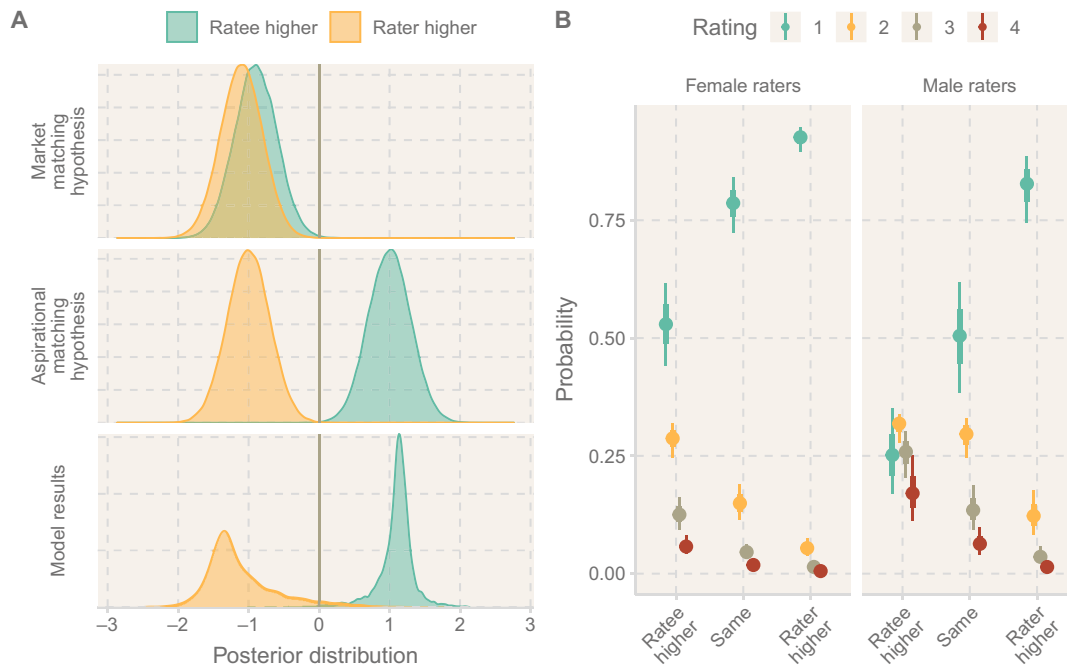 A
Ratee higher
Rater higher
Market
matching
hypothesis
Aspirational
matching
hypothesis
Model results
−3
−2
−1
0
1
2
3
Posterior distribution
B
Rating
1
2
3
4
Female raters
Male raters
Probability
0.75
0.50
0.25
0.00
Ratee
higher
Same
Rater
higher
Ratee
higher
Same
Rater
higher